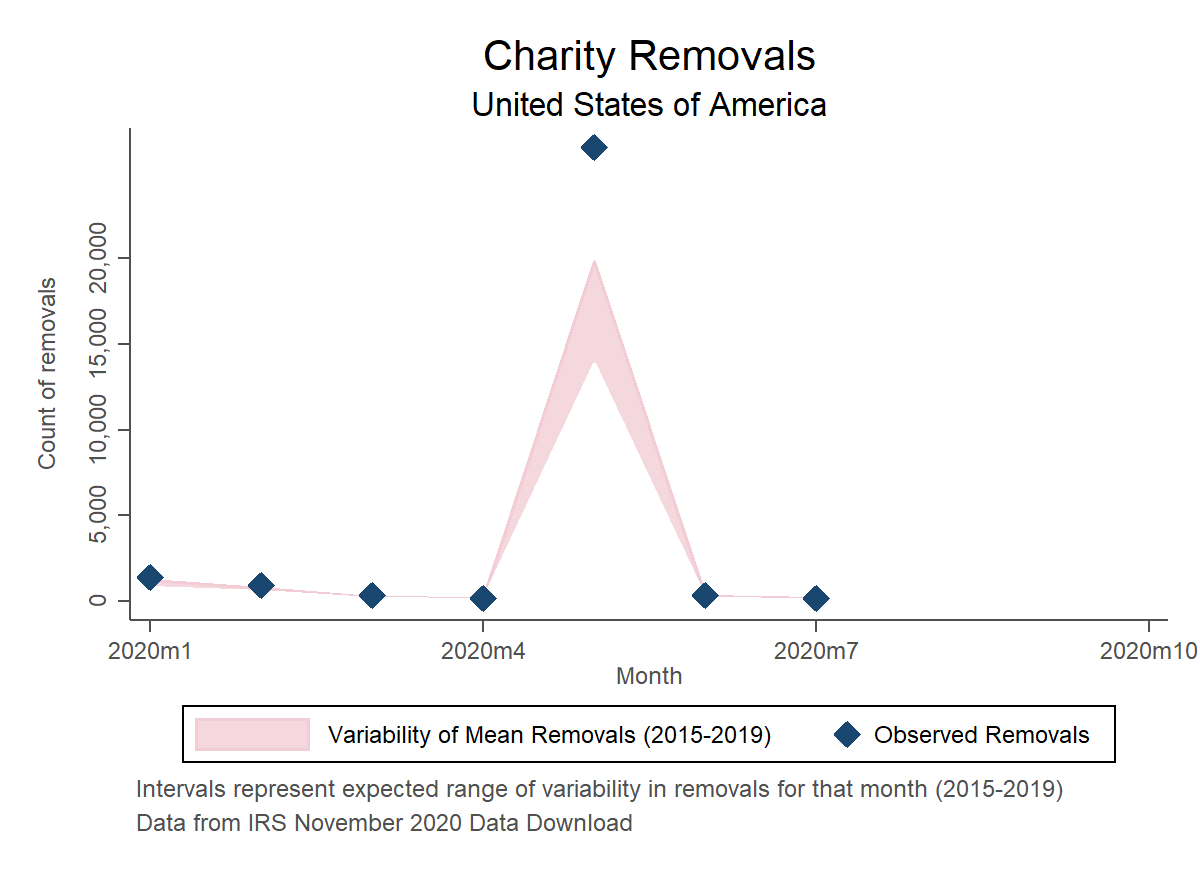 Charity Removals
United States of America
Count of removals
20,000
15,000
10,000
5,000
0
2020m1 2020m4 2020m7 2020m10
Month
Variability of Mean Removals (2015-2019) Observed Removals
Intervals represent expected range of variability in removals for that month (2015-2019)
Data from IRS November 2020 Data Download